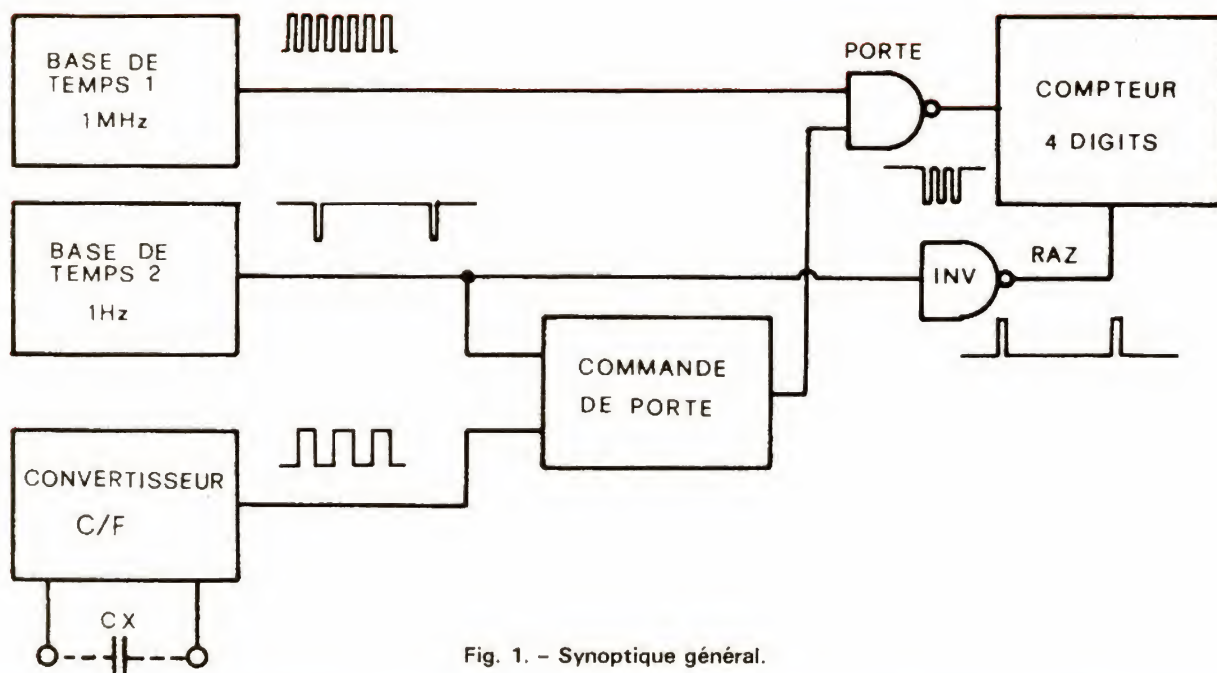 BASE DE
TEMPS 1
1MHz
PORTE
COMPTEUR
4 DIGITS
BASE DE
TEMPS 2
1Hz
INV
RAZ
COMMANDE
DE PORTE
CONVERTISSEUR
C/F
CX
Fig. 1. – Synoptique général.